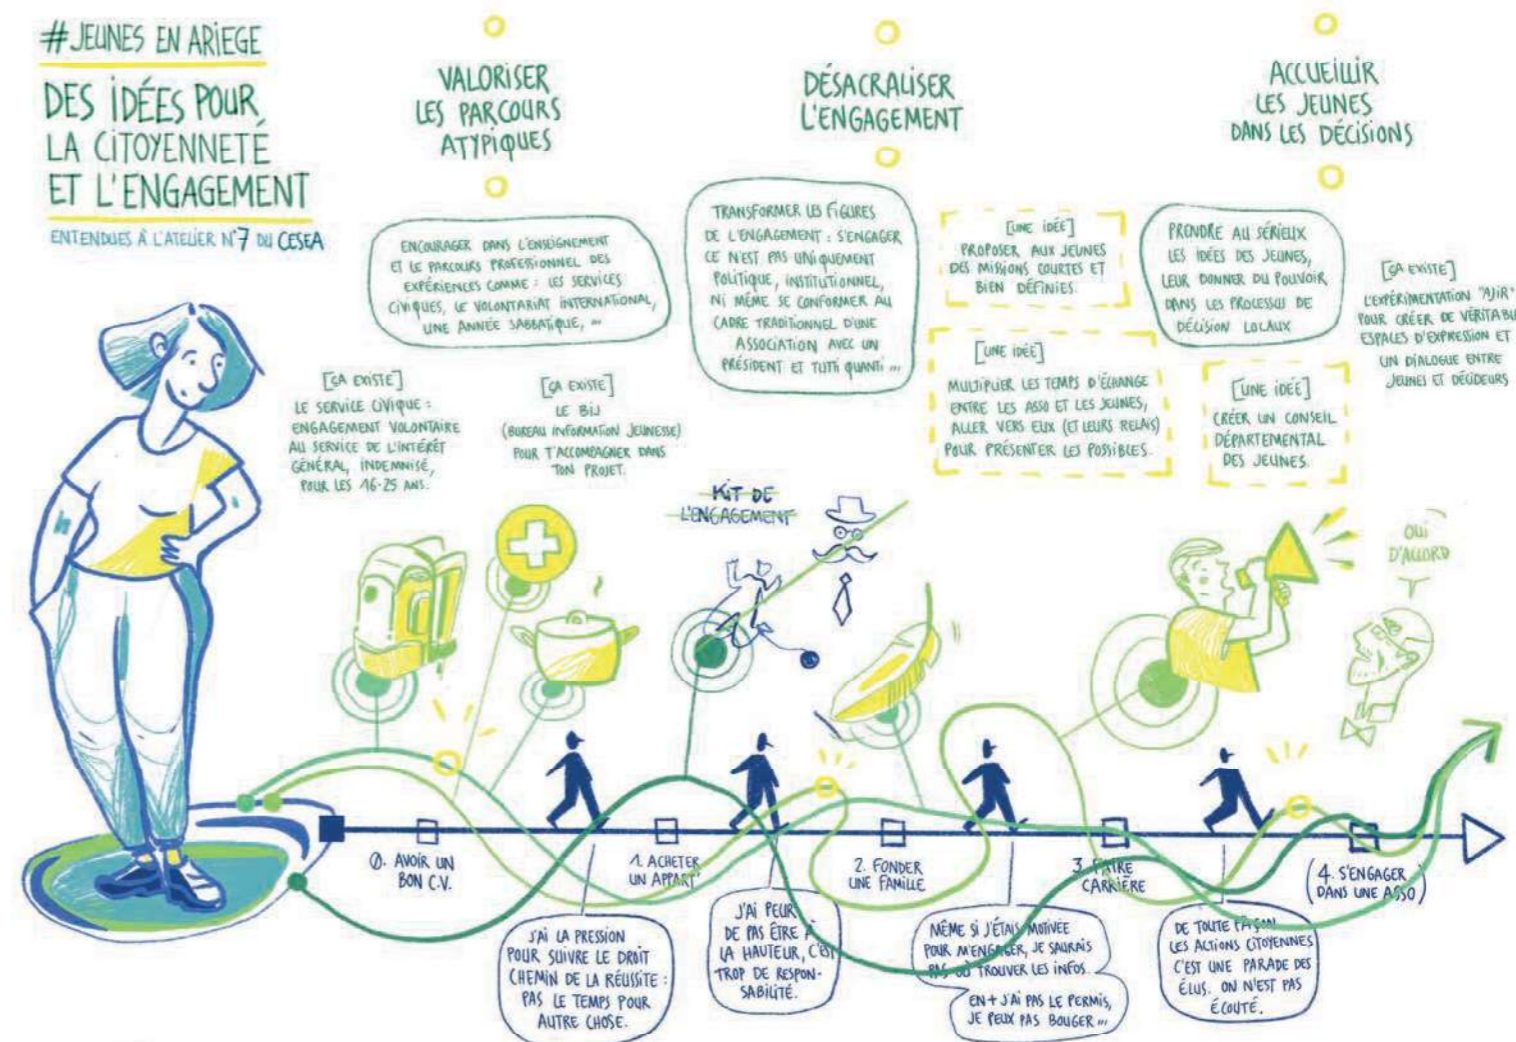 #JEUNES EN ARIEGE
DES IDÉES POUR
LA CITOYENNETÉ
ET L'ENGAGEMENT
ENTENDUES À L'ATELIER N°7 DU CESEA
VALORISER
LES PARCOURS
ATYPIQUES
ENCOURAGER DANS L'ENSEIGNEMENT
ET LE PARCOURS PROFESSIONNEL DES
EXPÉRIENCES COMME : LES SERVICES
CIVIQUES, LE VOLONTARIAT INTERNATIONAL,
UNE ANNÉE SABBATIQUE, ...
[ÇA EXISTE]
LE SERVICE CIVIQUE :
ENGAGEMENT VOLONTAIRE
AU SERVICE DE L'INTÉRÊT
GÉNÉRAL, INDEMNISÉ,
POUR LES 16-25 ANS.
[ÇA EXISTE]
LE BIJ
(BUREAU INFORMATION JEUNESSE)
POUR T'ACCOMPAGNER DANS
TON PROJET.
DÉSACRALISER
L'ENGAGEMENT
TRANSFORMER LES FIGURES
DE L'ENGAGEMENT : S'ENGAGER
CE N'EST PAS UNIQUEMENT
POLITIQUE, INSTITUTIONNEL,
NI MÊME SE CONFORMER AU
CADRE TRADITIONNEL D'UNE
ASSOCIATION AVEC UN
PRÉSIDENT ET TUTTI QUANTI ...
[UNE IDÉE]
PROPOSER AUX JEUNES
DES MISSIONS COURTES ET
BIEN DÉFINIES.
[UNE IDÉE]
MULTIPLIER LES TEMPS D'ÉCHANGE
ENTRE LES ASSO ET LES JEUNES,
ALLER VERS EUX (ET LEURS RELAIS)
POUR PRÉSENTER LES POSSIBLES.
KIT DE
L'ENGAGEMENT
ACCUEILLIR
LES JEUNES
DANS LES DÉCISIONS
PRENDRE AU SÉRIEUX
LES IDÉES DES JEUNES,
LEUR DONNER DU POUVOIR
DANS LES PROCESSUS DE
DÉCISION LOCAUX
[ÇA EXISTE]
L'EXPÉRIMENTATION "AJIR"
POUR CRÉER DE VÉRITABL
ESPACES D'EXPRESSION ET
UN DIALOGUE ENTRE
JEUNES ET DÉCIDEURS
[UNE IDÉE]
CRÉER UN CONSEIL
DÉPARTEMENTAL
DES JEUNES.
OUI
D'ACCORD
0. AVOIR UN
BON C.V.
1. ACHETER
UN APPART'
2. FONDER
UNE FAMILLE
3. FAIRE
CARRIÈRE
(4. S'ENGAGER
DANS UNE ASSO)
J'AI LA PRESSION
POUR SUIVRE LE DROIT
CHEMIN DE LA RÉUSSITE :
PAS LE TEMPS POUR
AUTRE CHOSE.
J'AI PEUR
DE PAS ÊTRE À
LA HAUTEUR, C'EST
TROP DE RESPON-
SABILITÉ.
MÊME SI J'ÉTAIS MOTIVÉE
POUR M'ENGAGER, JE SAURAIS
PAS OÙ TROUVER LES INFOS.
EN + J'AI PAS LE PERMIS,
JE PEUX PAS BOUGER ...
DE TOUTE FAÇON
LES ACTIONS CITOYENNES
C'EST UNE PARADE DES
ÉLUS. ON N'EST PAS
ÉCOUTÉ.